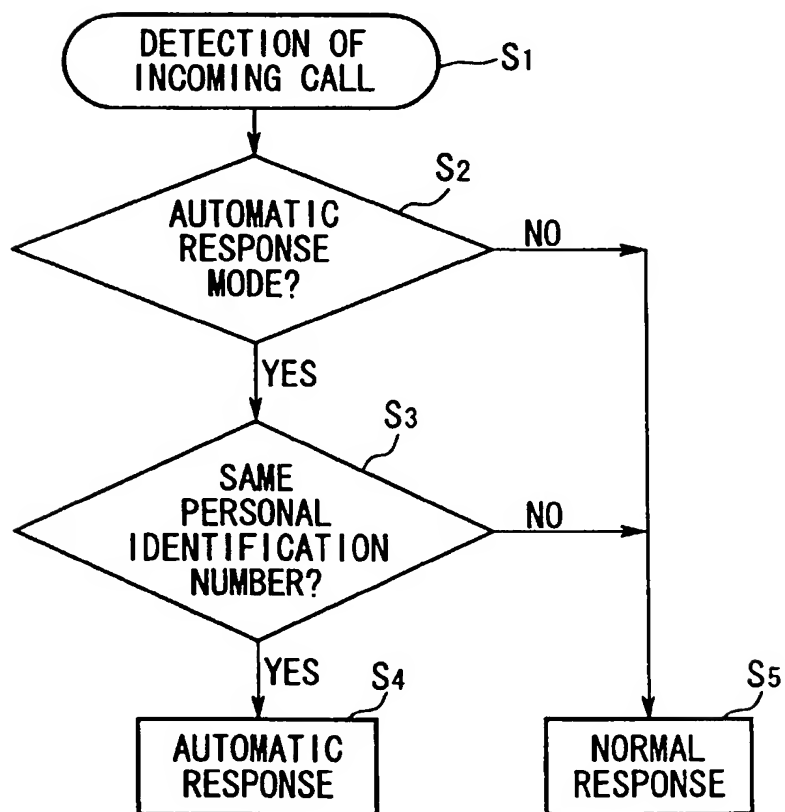 DETECTION OF
INCOMING CALL
S1
S2
AUTOMATIC
RESPONSE
MODE?
NO
YES
S3
SAME
PERSONAL
IDENTIFICATION
NUMBER?
NO
YES
S4
AUTOMATIC
RESPONSE
S5
NORMAL
RESPONSE